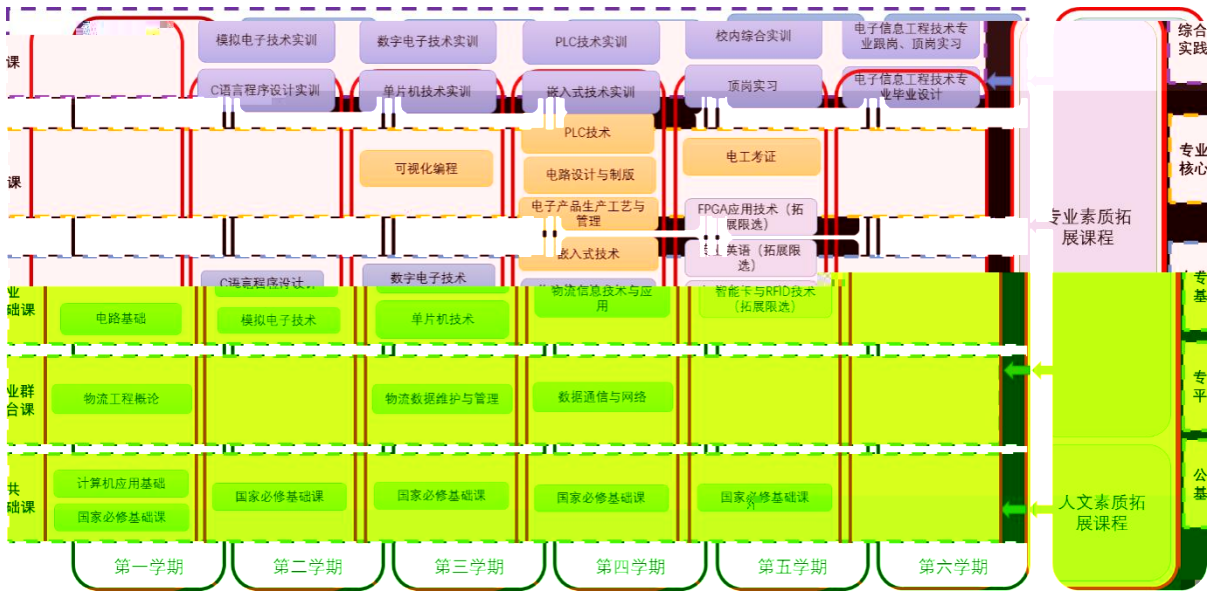 模拟电子技术实训
数字电子技术实训
PLC技术实训
校内综合实训
电子信息工程技术专
业跟岗、顶岗实习
综合
实践
课
C语言程序设计实训
单片机技术实训
嵌入式技术实训
顶岗实习
电子信息工程技术专
业毕业设计
PLC技术
电工考证
专业
核心
课
可视化编程
电路设计与制版
电子产品生产工艺与
管理
FPGA应用技术（拓
展限选）
专业素质拓
展课程
嵌入式技术
英语（拓展限
选）
C语言程序设计
数字电子技术
专
基
业
础课
电路基础
模拟电子技术
单片机技术
物流信息技术与应
用
智能卡与RFID技术
（拓展限选）
业群
台课
物流工程概论
物流数据维护与管理
数据通信与网络
专
平
共
础课
计算机应用基础
国家必修基础课
国家必修基础课
国家必修基础课
国家必修基础课
国家必修基础课
人文素质拓
展课程
公
基
第一学期
第二学期
第三学期
第四学期
第五学期
第六学期